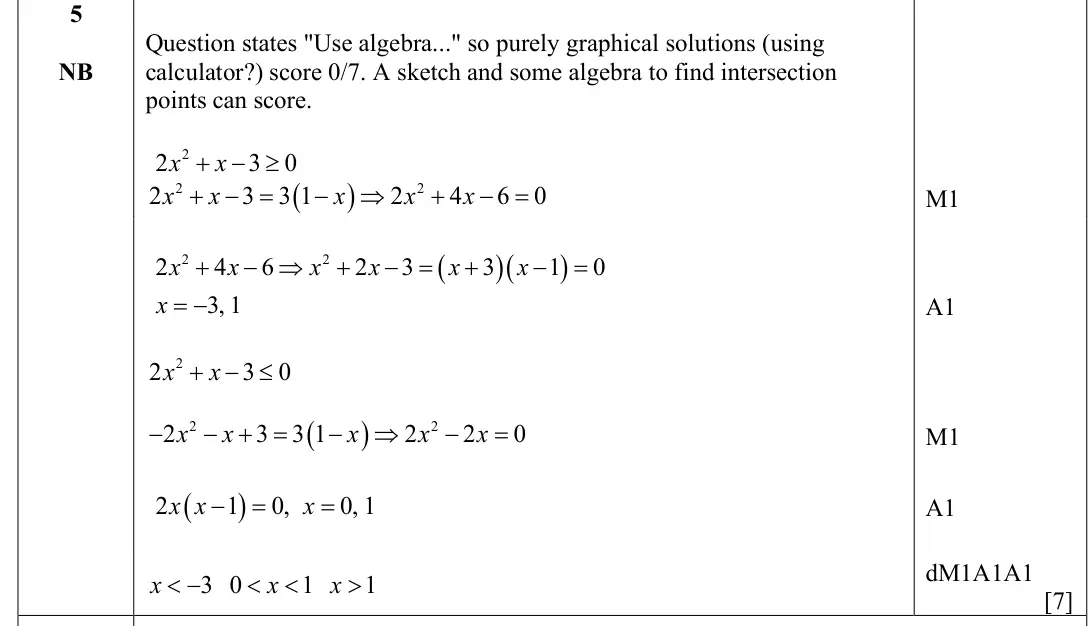 5
NB
Question states "Use algebra..." so purely graphical solutions (using
calculator?) score 0/7. A sketch and some algebra to find intersection
points can score.
2x² + x − 3 ≥ 0
2x² + x − 3 = 3(1 − x) ⇒ 2x² + 4x − 6 = 0 M1
2x² + 4x − 6 ⇒ x² + 2x − 3 = (x + 3)(x − 1) = 0
x = −3, 1 A1
2x² + x − 3 ≤ 0
−2x² − x + 3 = 3(1 − x) ⇒ 2x² − 2x = 0 M1
2x(x − 1) = 0, x = 0, 1 A1
x < −3 0 < x < 1 x > 1 dM1A1A1
[7]